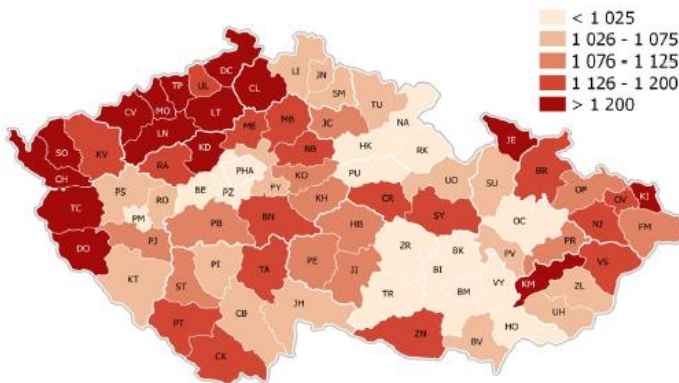 < 1 025
1 026 - 1 075
1 076 - 1 125
1 126 - 1 200
> 1 200
DC
LI
JN
TP
UL
CL
SM
CV
MO
LT
TU
LN
ME
MB
JC
NA
SO
KV
KD
HK
RK
JE
CH
RA
NB
BR
PHA
KO
PU
PS
RO
BE
PZ
PY
UO
SU
OP
KI
TC
PM
KH
CR
OV
BN
SY
OC
NJ
FM
PJ
PB
HB
DO
ZR
BK
PR
PI
TA
PE
JI
BI
PV
VS
KT
ST
VY
KM
ZL
TR
BM
PT
CB
JH
UH
ZN
HO
CK
BV